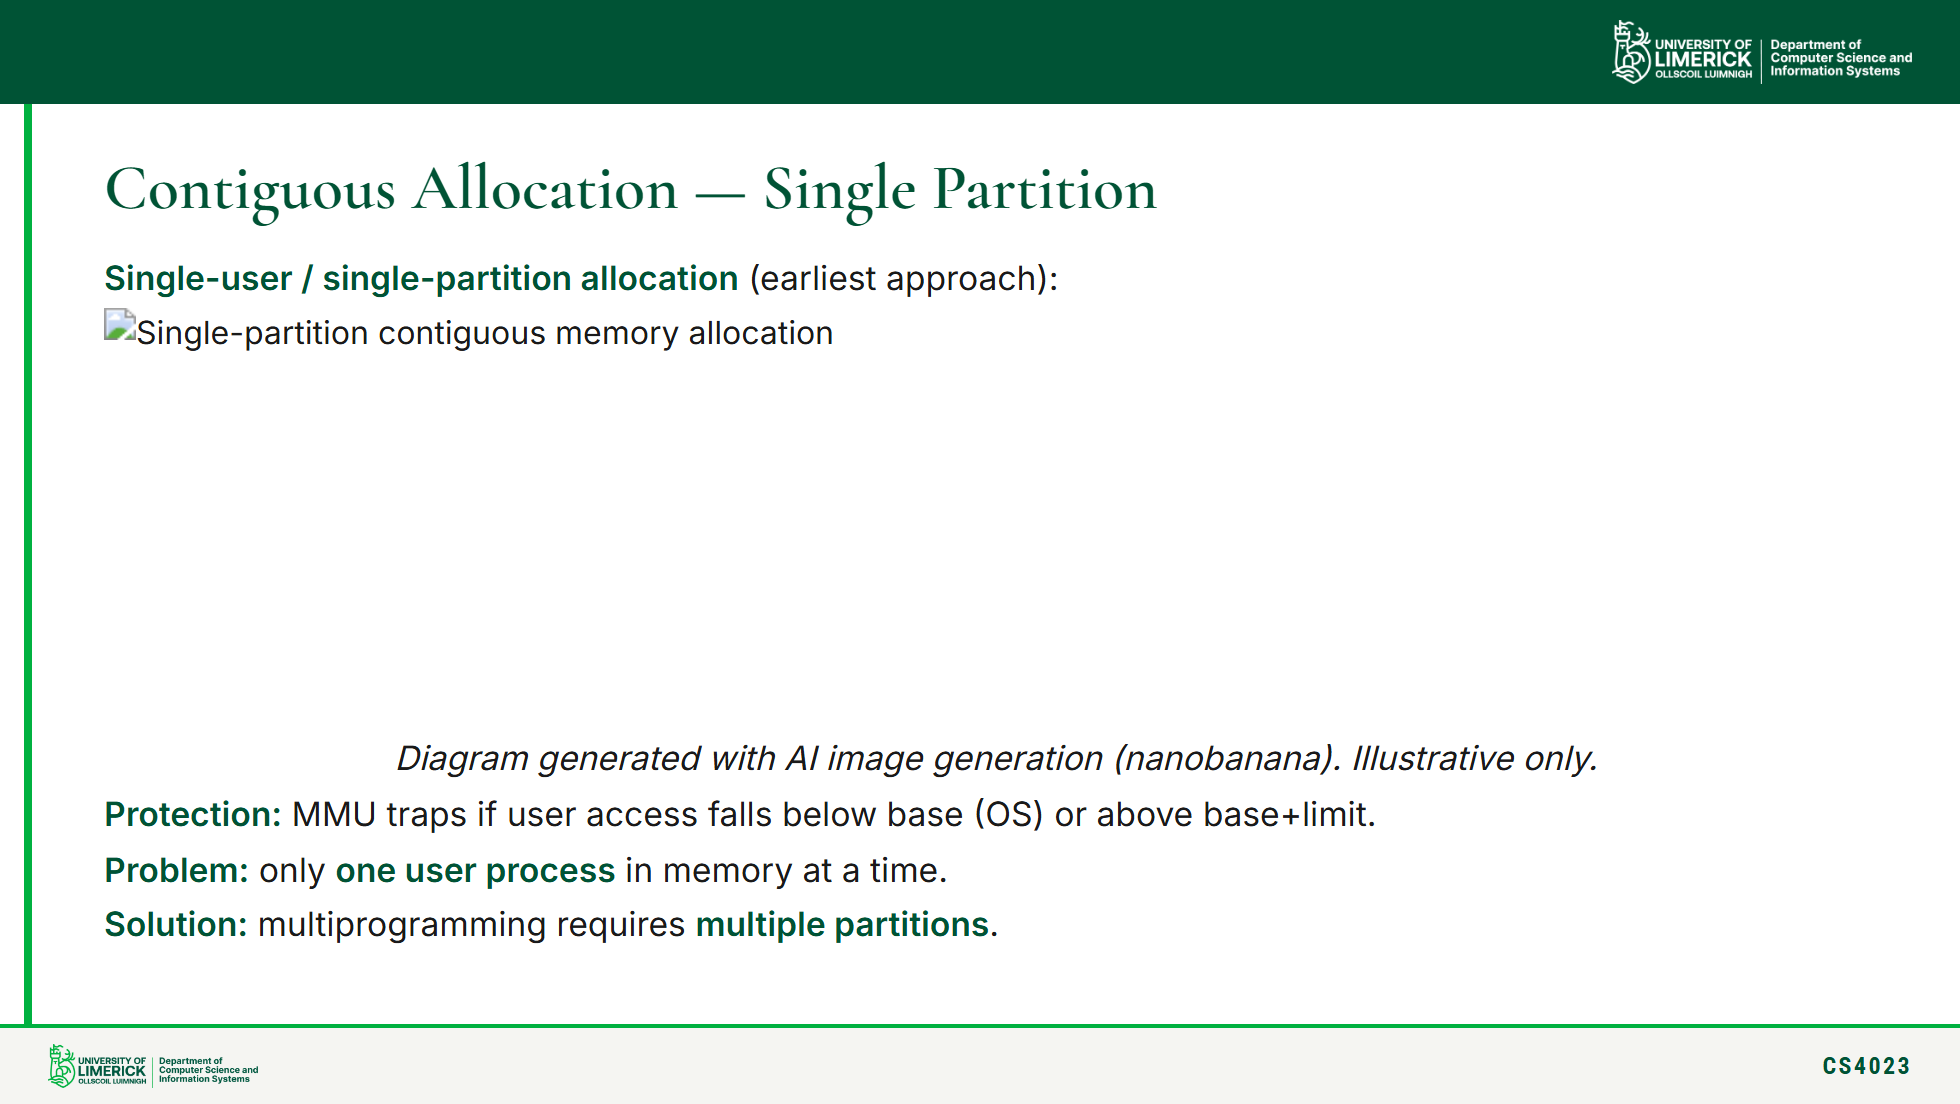 UNIVERSITY OF
LIMERICK
OLLSCOIL LUIMNIGH
Department of
Computer Science and
Information Systems
Contiguous Allocation — Single Partition
Single-user / single-partition allocation (earliest approach):
Single-partition contiguous memory allocation
Diagram generated with AI image generation (nanobanana). Illustrative only.
Protection: MMU traps if user access falls below base (OS) or above base+limit.
Problem: only one user process in memory at a time.
Solution: multiprogramming requires multiple partitions.
UNIVERSITY OF
LIMERICK
OLLSCOIL LUIMNIGH
Department of
Computer Science and
Information Systems
CS4023